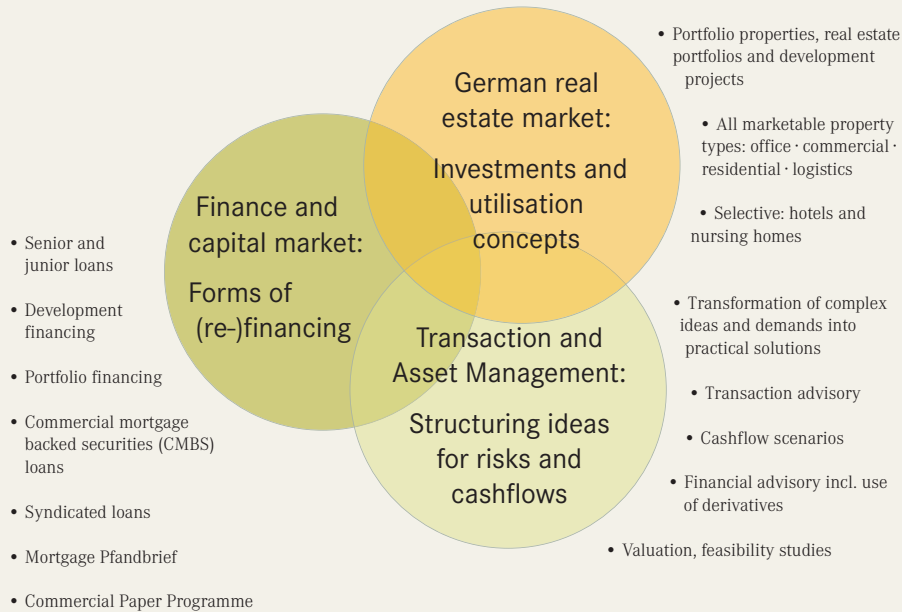 German real
estate market:
Investments and
utilisation
concepts
Finance and
capital market:
Forms of
(re-)financing
Transaction and
Asset Management:
Structuring ideas
for risks and
cashflows
• Senior and
junior loans
• Development
financing
• Portfolio financing
• Commercial mortgage
backed securities (CMBS)
loans
• Syndicated loans
• Mortgage Pfandbrief
• Commercial Paper Programme
• Portfolio properties, real estate
portfolios and development
projects
• All marketable property
types: office · commercial ·
residential · logistics
• Selective: hotels and
nursing homes
• Transformation of complex
ideas and demands into
practical solutions
• Transaction advisory
• Cashflow scenarios
• Financial advisory incl. use
of derivatives
• Valuation, feasibility studies